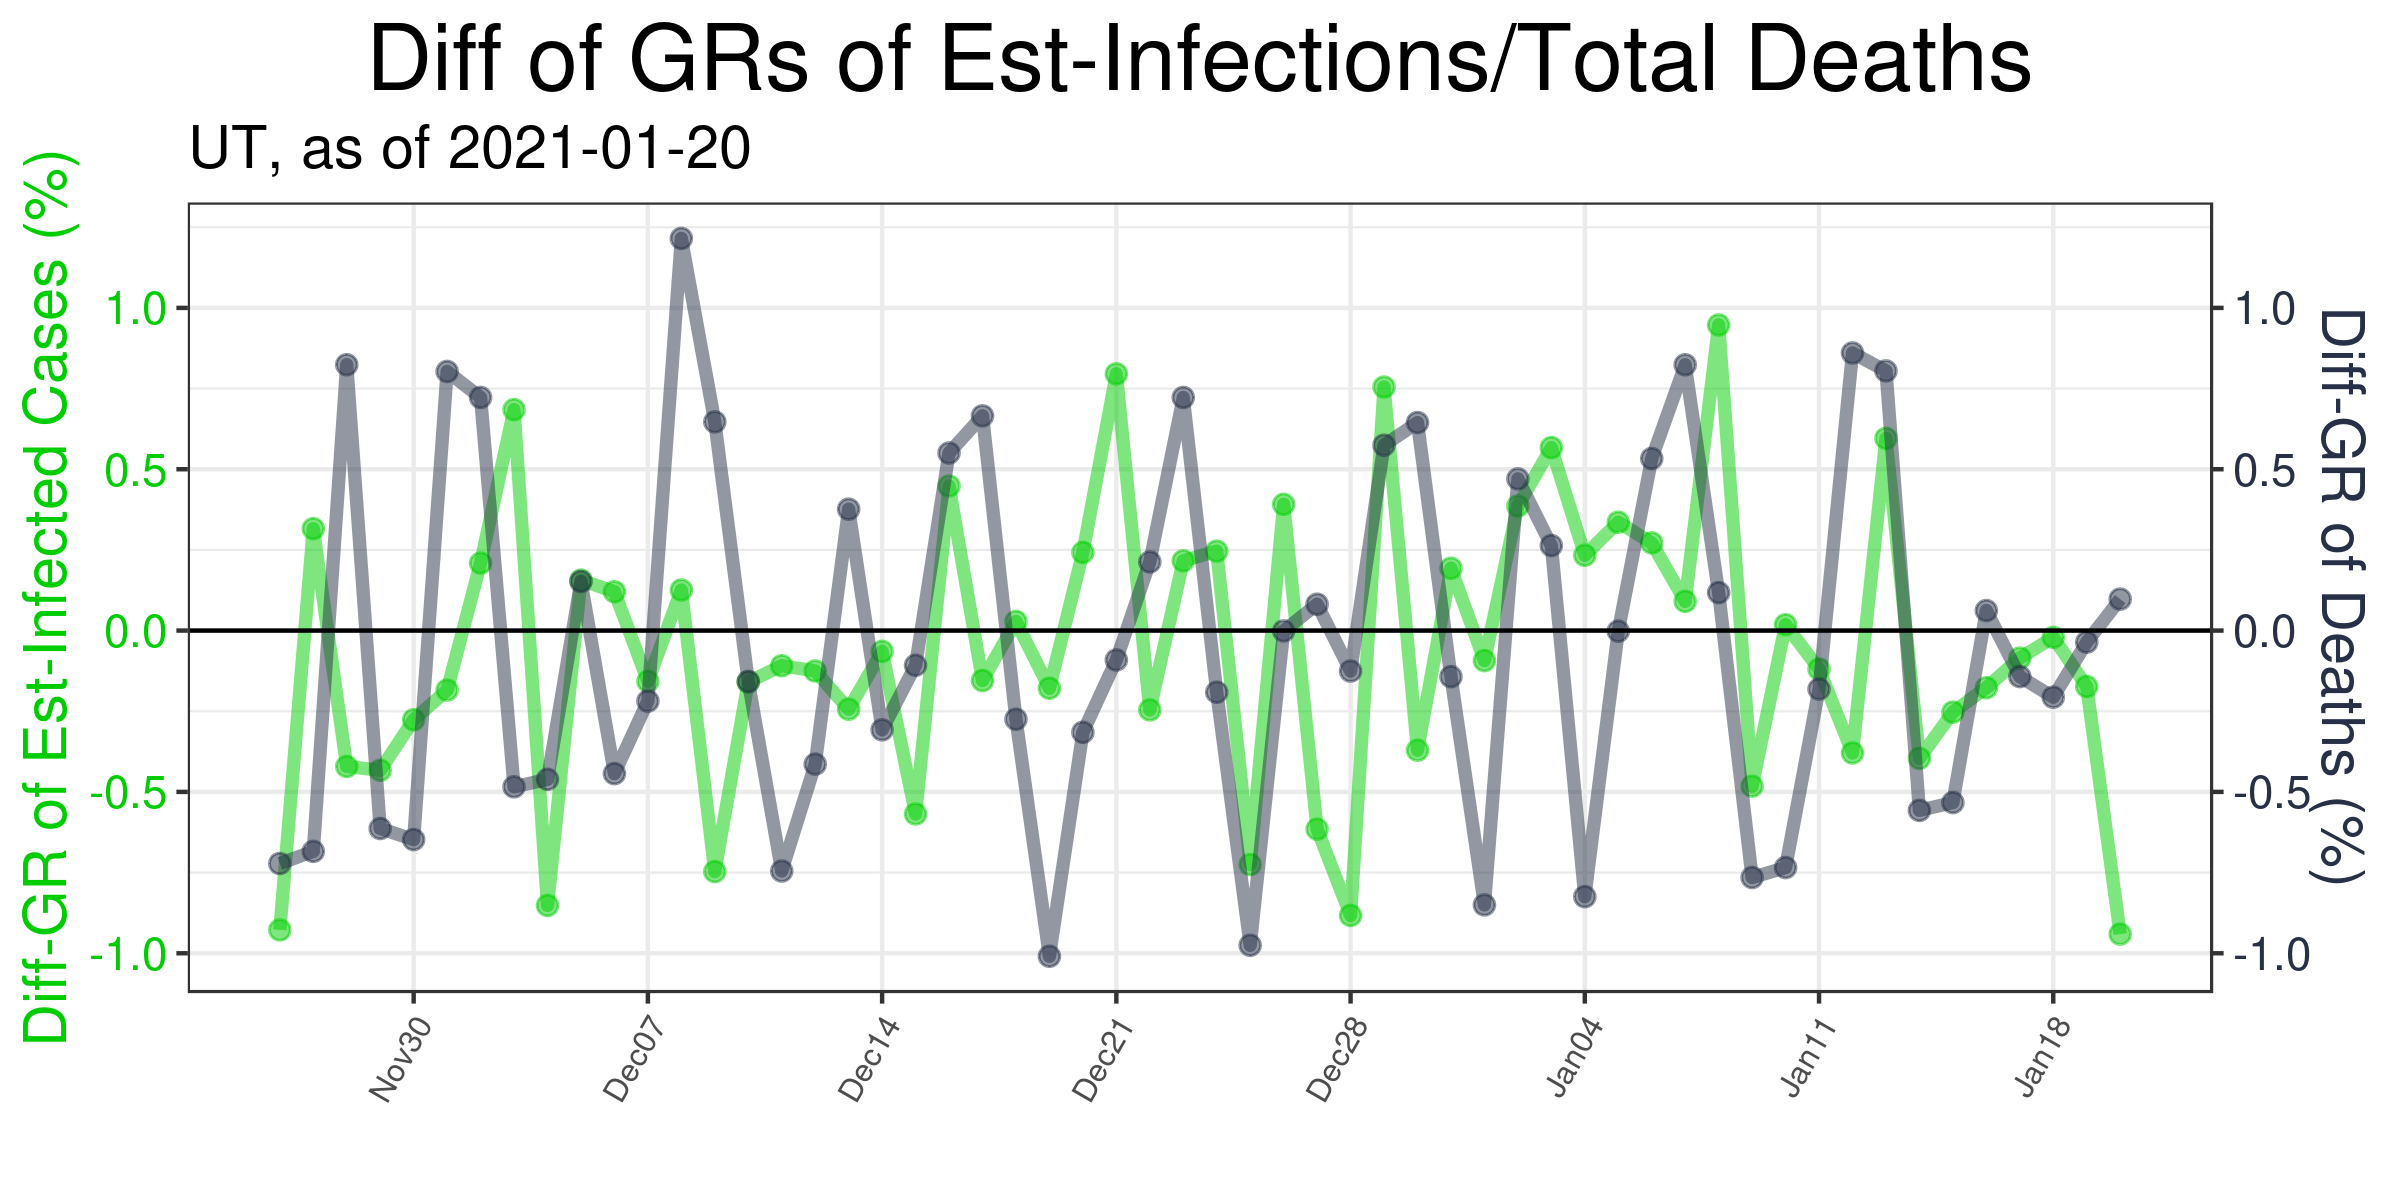 Diff of GRs of Est-Infections/Total Deaths
UT, as of 2021-01-20
Diff-GR of Est-Infected Cases (%)
1.0
0.5
0.0
-0.5
-1.0
1.0
0.5
0.0
-0.5
-1.0
Diff-GR of Deaths (%)
Nov30 Dec07 Dec14 Dec21 Dec28 Jan04 Jan11 Jan18